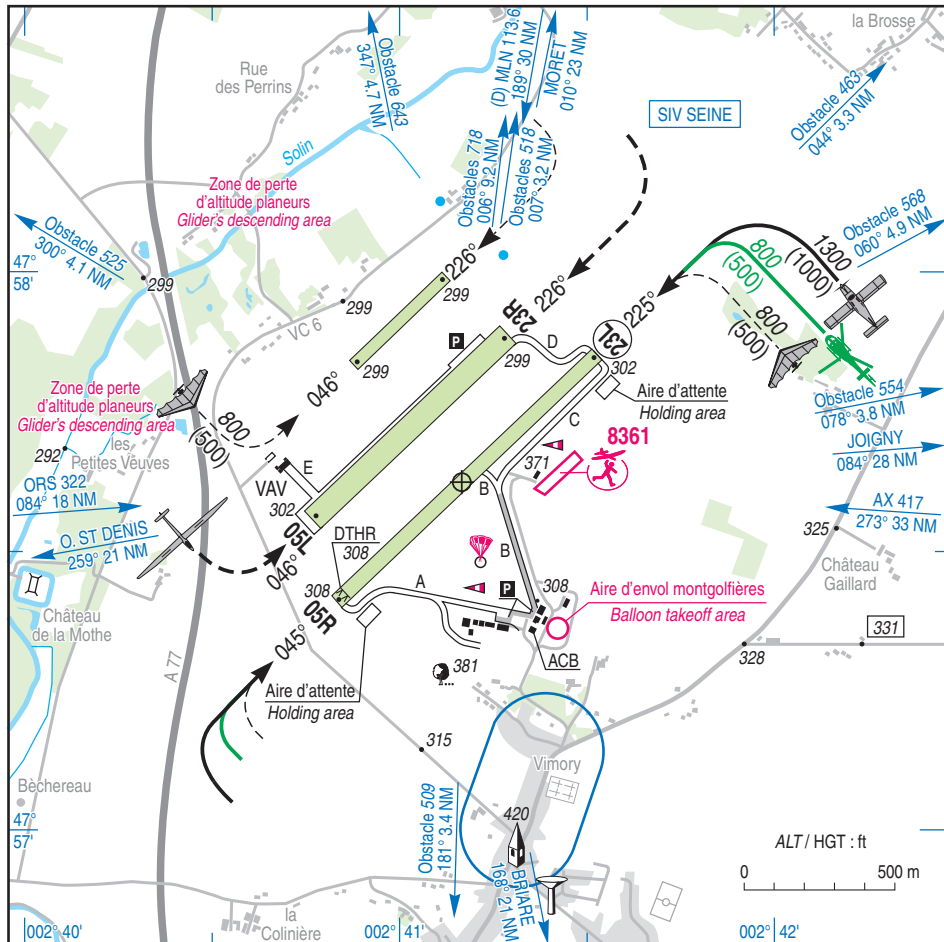 Obstacle 643
347° 4.7 NM
(D) MLN 113.6
189° 30 NM
MORET
010° 23 NM
la Brosse
Rue
des Perrins
SIV SEINE
Obstacle 463
044° 3.3 NM
Solin
Obstacles 718
006° 9.2 NM
Obstacles 518
007° 3.2 NM
Zone de perte
d'altitude planeurs
Glider's descending area
Obstacle 525
300° 4.1 NM
Obstacle 568
060° 4.9 NM
1300
(1000)
800
(500)
800
(500)
47
58'
299
299
VC 6
299
226°
226°
225°
23R
23L
P
299
D
302
299
046°
Aire d'attente
Holding area
Zone de perte
d'altitude planeurs
Glider's descending area
800
(500)
Obstacle 554
078° 3.8 NM
C
8361
371
292
les
Petites Veuves
JOIGNY
084° 28 NM
ORS 322
084° 18 NM
E
VAV
302
B
AX 417
273° 33 NM
O. ST DENIS
259° 21 NM
05L
046°
DTHR
308
B
325
Château
Gaillard
308
05R
A
P
308
Aire d'envol montgolfières
Balloon takeoff area
Château
de la Mothe
045°
ACB
331
328
A 77
381
Aire d'attente
Holding area
315
Vimory
Bèchereau
47
57'
Obstacle 509
181° 3.4 NM
420
BRIARE
168° 21 NM
ALT / HGT : ft
0
500 m
la
Colinière
002° 40'
002° 41'
002° 42'